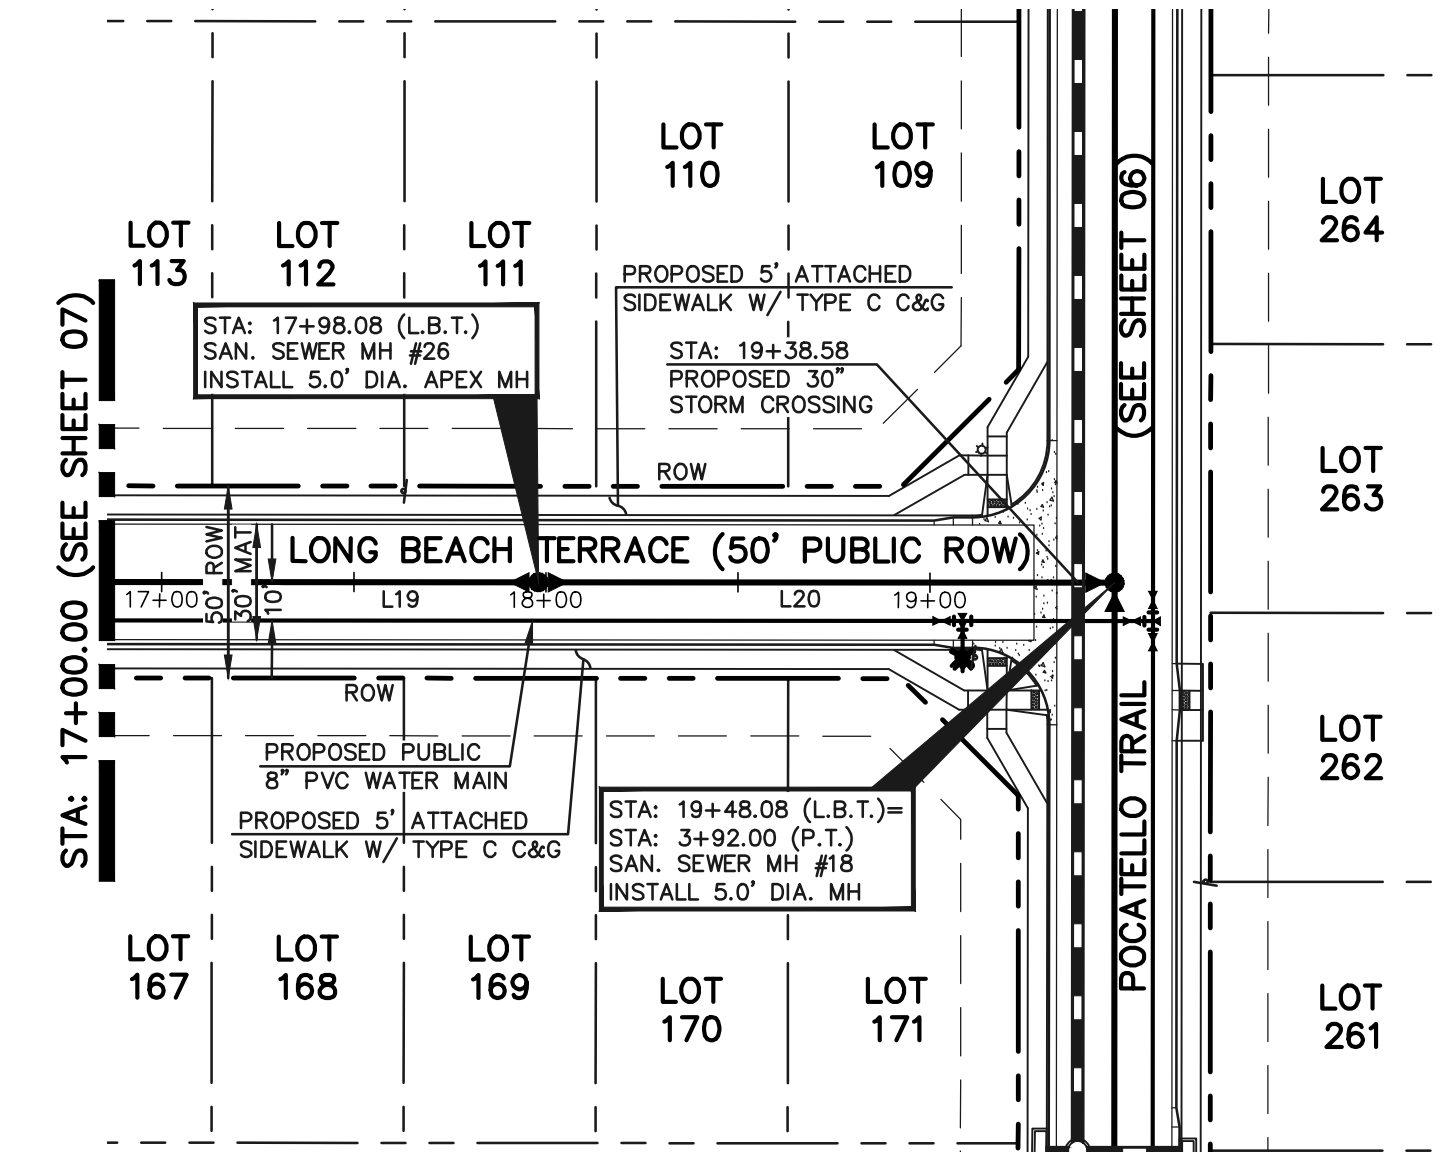 LOT
110
LOT
109
LOT
264
LOT
113
LOT
112
LOT
111
PROPOSED 5' ATTACHED
SIDEWALK W/ TYPE C C&G
STA: 17+98.08 (L.B.T.)
SAN. SEWER MH #26
INSTALL 5.0' DIA. APEX MH
STA: 19+38.58
PROPOSED 30"
STORM CROSSING
(SEE SHEET 06)
STA: 17+00.00 (SEE SHEET 07)
LOT
263
ROW
50' ROW
30' MAT
10'
LONG BEACH TERRACE (50' PUBLIC ROW)
17+00
L19
18+00
L20
19+00
ROW
PROPOSED PUBLIC
8" PVC WATER MAIN
PROPOSED 5' ATTACHED
SIDEWALK W/ TYPE C C&G
STA: 19+48.08 (L.B.T.)=
STA: 3+92.00 (P.T.)
SAN. SEWER MH #18
INSTALL 5.0' DIA. MH
POCATELLO TRAIL
LOT
262
LOT
167
LOT
168
LOT
169
LOT
170
LOT
171
LOT
261